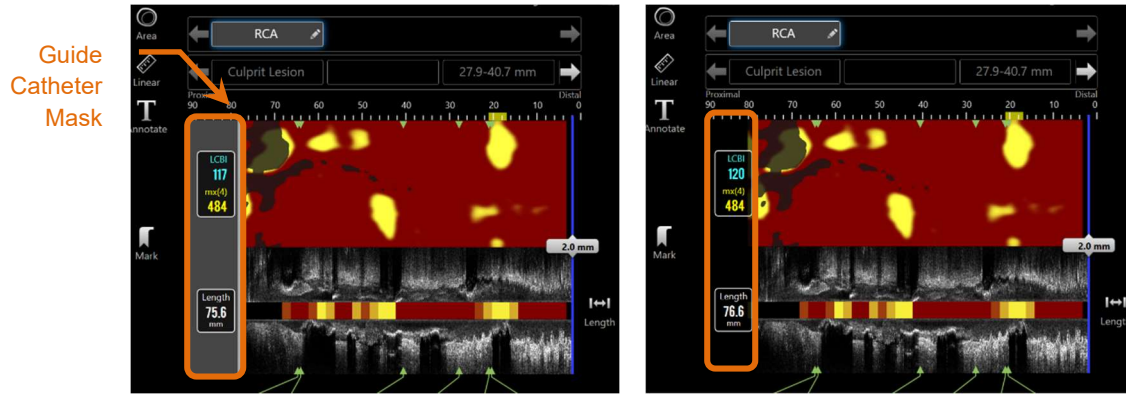 Guide
Catheter
Mask
Area
RCA
Linear
Culprit Lesion
27.9-40.7 mm
Proximal
Distal
90 80 70 60 50 40 30 20 10 0
Annotate
LCBI
117
mx(4)
484
Mark
2.0 mm
Length
75.6
mm
Length
Area
RCA
Linear
Culprit Lesion
27.9-40.7 mm
Proximal
Distal
90 80 70 60 50 40 30 20 10 0
Annotate
LCBI
120
mx(4)
484
Mark
2.0 mm
Length
76.6
mm
Length